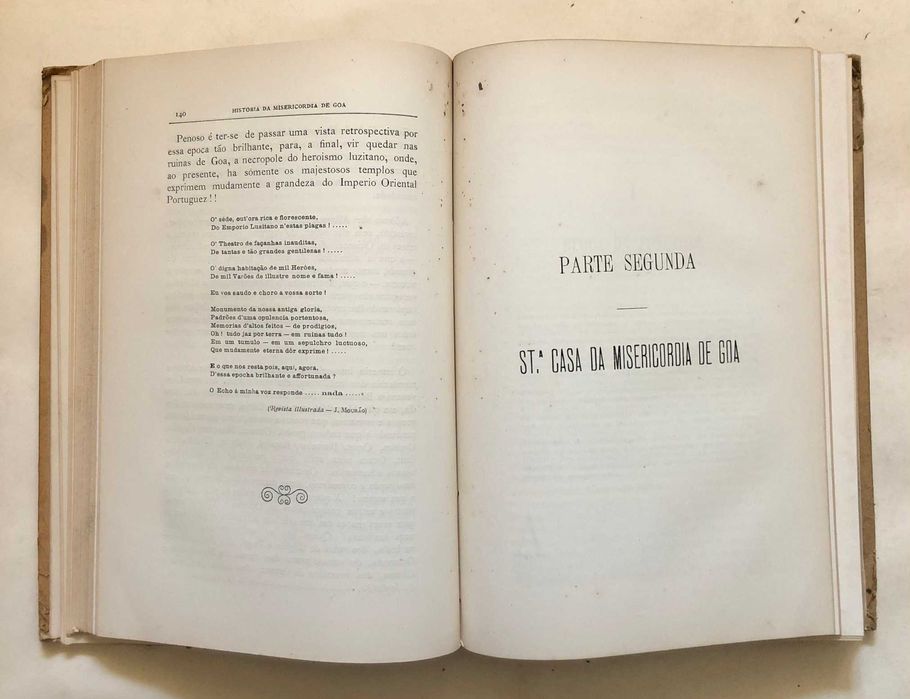 140
HISTORIA DA MISERICORDIA DE GOA
Penoso é ter-se de passar uma vista retrospectiva por
essa epoca tão brilhante, para, a final, vir quedar nas
ruinas de Goa, a necropole do heroismo luzitano, onde,
ao presente, ha sómente os majestosos templos que
exprimem mudamente a grandeza do Imperio Oriental
Portuguez ! !
O' séde, out'ora rica e florescente,
Do Emporio Lusitano n'estas plagas ! .....
O' Theatro de façanhas inauditas,
De tantas e tão grandes gentilezas ! .....
O' digna habitação de mil Herões,
De mil Varões de illustre nome e fama ! .....
Eu vos saudo e choro a vossa sorte !
Monumento da nossa antiga gloria,
Padrões d'uma opulencia portentosa,
Memorias d'altos feitos — de prodigios,
Oh ! tudo jaz por terra — em ruinas tudo !
Em um tumulo — em um sepulchro luctuoso,
Que mudamente eterna dôr exprime ! .....
E o que nos resta pois, aqui, agora,
D'essa epocha brilhante e affortunada ?
O Echo á minha voz responde ..... nada .....
(Revista illustrada — J. Mourão)
PARTE SEGUNDA
ST.ª CASA DA MISERICORDIA DE GOA